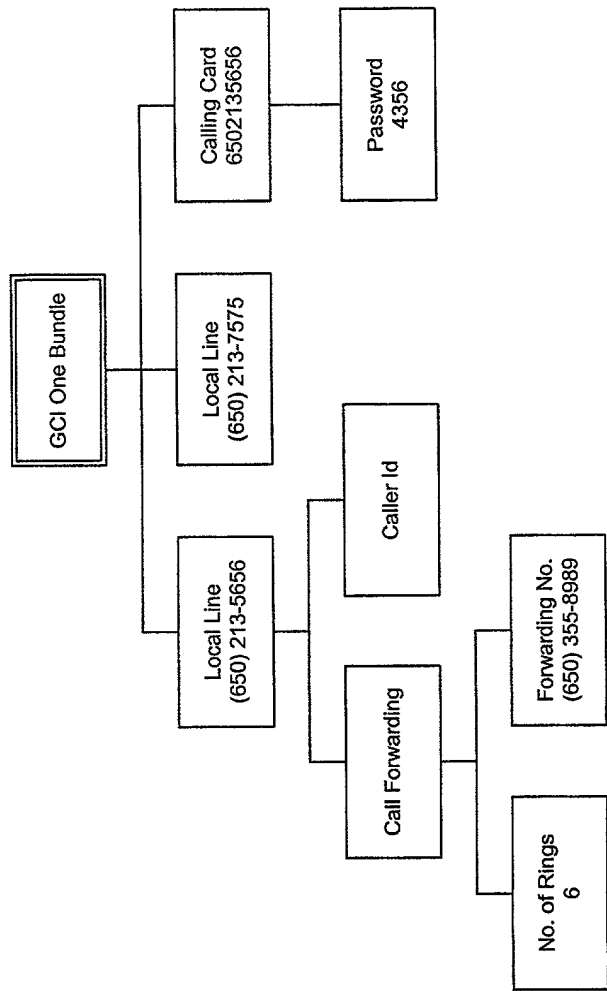 GCI One Bundle
Local Line
(650) 213-5656
Local Line
(650) 213-7575
Calling Card
6502135656
Call Forwarding
Caller Id
Password
4356
No. of Rings
6
Forwarding No.
(650) 355-8989